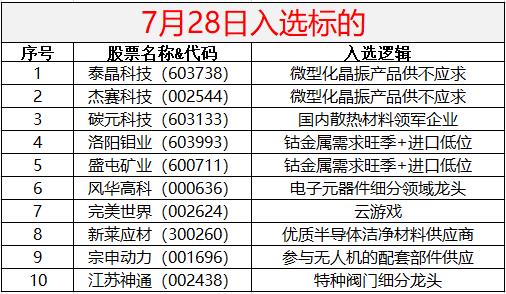 7月28日入选标的
序号 股票名称&代码 入选逻辑
1 泰晶科技（603738） 微型化晶振产品供不应求
2 杰赛科技（002544） 微型化晶振产品供不应求
3 碳元科技（603133） 国内散热材料领军企业
4 洛阳钼业（603993） 钴金属需求旺季+进口低位
5 盛屯矿业（600711） 钴金属需求旺季+进口低位
6 风华高科（000636） 电子元器件细分领域龙头
7 完美世界（002624） 云游戏
8 新莱应材（300260） 优质半导体洁净材料供应商
9 宗申动力（001696） 参与无人机的配套部件供应
10 江苏神通（002438） 特种阀门细分龙头